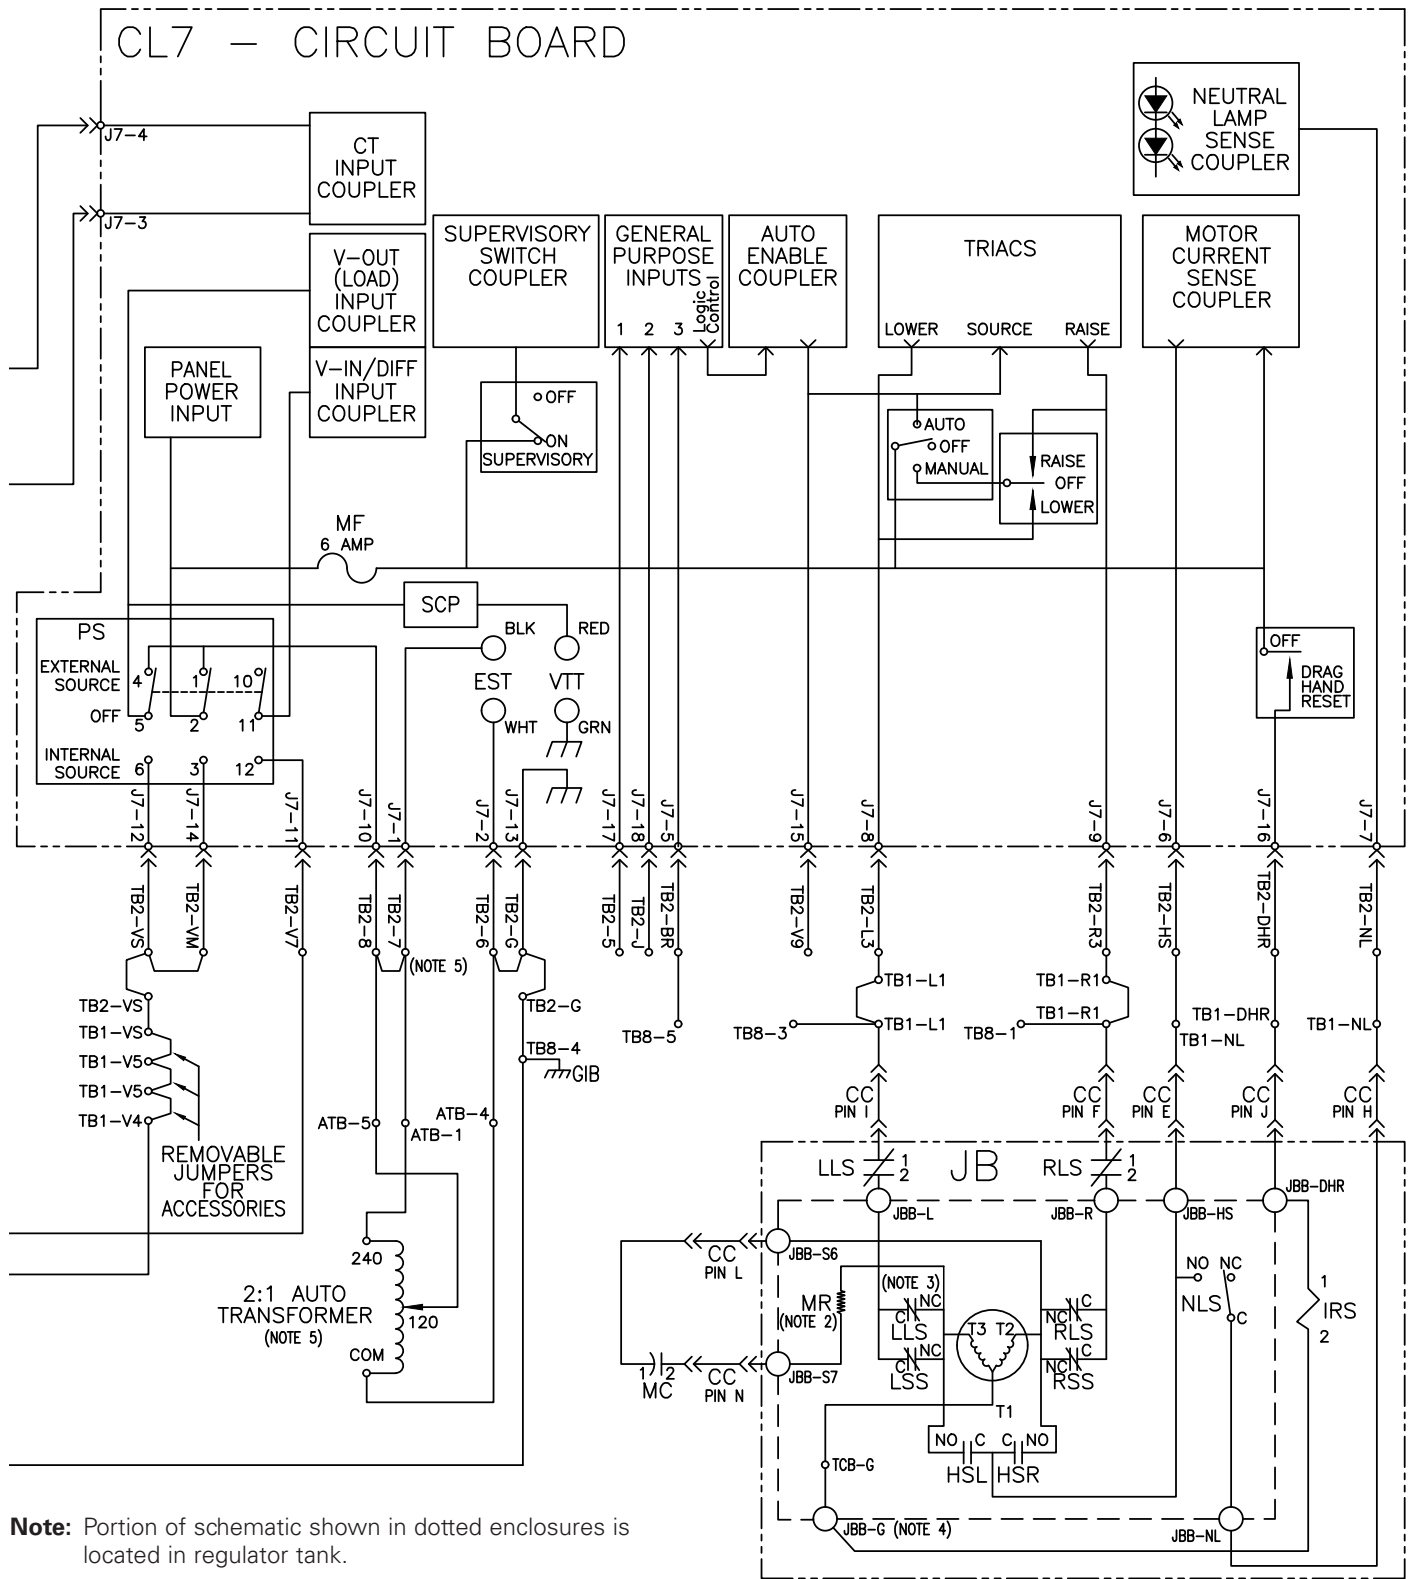 CL7 - CIRCUIT BOARD
J7-4
J7-3
CT
INPUT
COUPLER
V-OUT
(LOAD)
INPUT
COUPLER
V-IN/DIFF
INPUT
COUPLER
PANEL
POWER
INPUT
SUPERVISORY
SWITCH
COUPLER
OFF
ON
SUPERVISORY
GENERAL
PURPOSE
INPUTS
1 2 3
Logic
Control
AUTO
ENABLE
COUPLER
TRIACS
LOWER SOURCE RAISE
AUTO
OFF
MANUAL
RAISE
OFF
LOWER
MOTOR
CURRENT
SENSE
COUPLER
NEUTRAL
LAMP
SENSE
COUPLER
MF
6 AMP
SCP
PS
EXTERNAL
SOURCE
4 1 10
OFF
5 2 11
INTERNAL
SOURCE
6 3 12
BLK
RED
EST VTT
WHT
GRN
OFF
DRAG
HAND
RESET
J7-12
J7-14
J7-11
J7-10
J7-1
J7-2
J7-13
J7-17
J7-18
J7-5
J7-15
J7-8
J7-9
J7-6
J7-16
J7-7
TB2-VS
TB2-VM
TB2-V7
TB2-8
TB2-7
TB2-6
TB2-G
TB2-5
TB2-J
TB2-BR
TB2-V9
TB2-L3
TB2-R3
TB2-HS
TB2-DHR
TB2-NL
(NOTE 5)
TB2-VS
TB1-VS
TB1-V5
TB1-V5
TB1-V4
REMOVABLE
JUMPERS
FOR
ACCESSORIES
TB2-G
TB8-4
GIB
TB8-5
TB1-L1
TB8-3
TB1-L1
TB1-R1
TB8-1
TB1-R1
TB1-DHR
TB1-NL
TB1-NL
ATB-5
ATB-1
ATB-4
CC
PIN I
CC
PIN F
CC
PIN E
CC
PIN J
CC
PIN H
240
2:1 AUTO
TRANSFORMER
(NOTE 5)
120
COM
JB
LLS
1
2
RLS
1
2
JBB-L
JBB-R
JBB-HS
JBB-DHR
JBB-S6
CC
PIN L
MR
(NOTE 2)
(NOTE 3)
C NC
LLS
C NC
LSS
T3 T2
T1
NC C
RLS
NC C
RSS
NO NC
NLS
C
1
IRS
2
1 2
MC
CC
PIN N
JBB-S7
NO C
HSL
C NO
HSR
TCB-G
JBB-G (NOTE 4)
JBB-NL
Note: Portion of schematic shown in dotted enclosures is
located in regulator tank.